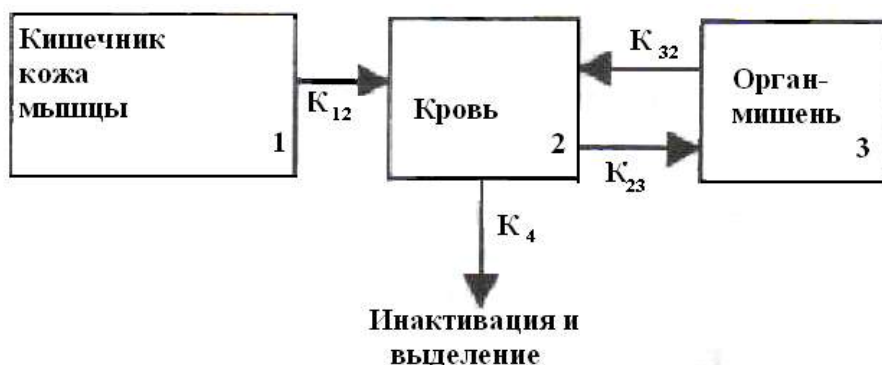 Кишечник
кожа
мышцы
1
К12
Кровь
2
К32
К23
Орган-
мишень
3
К4
Инактивация и
выделение